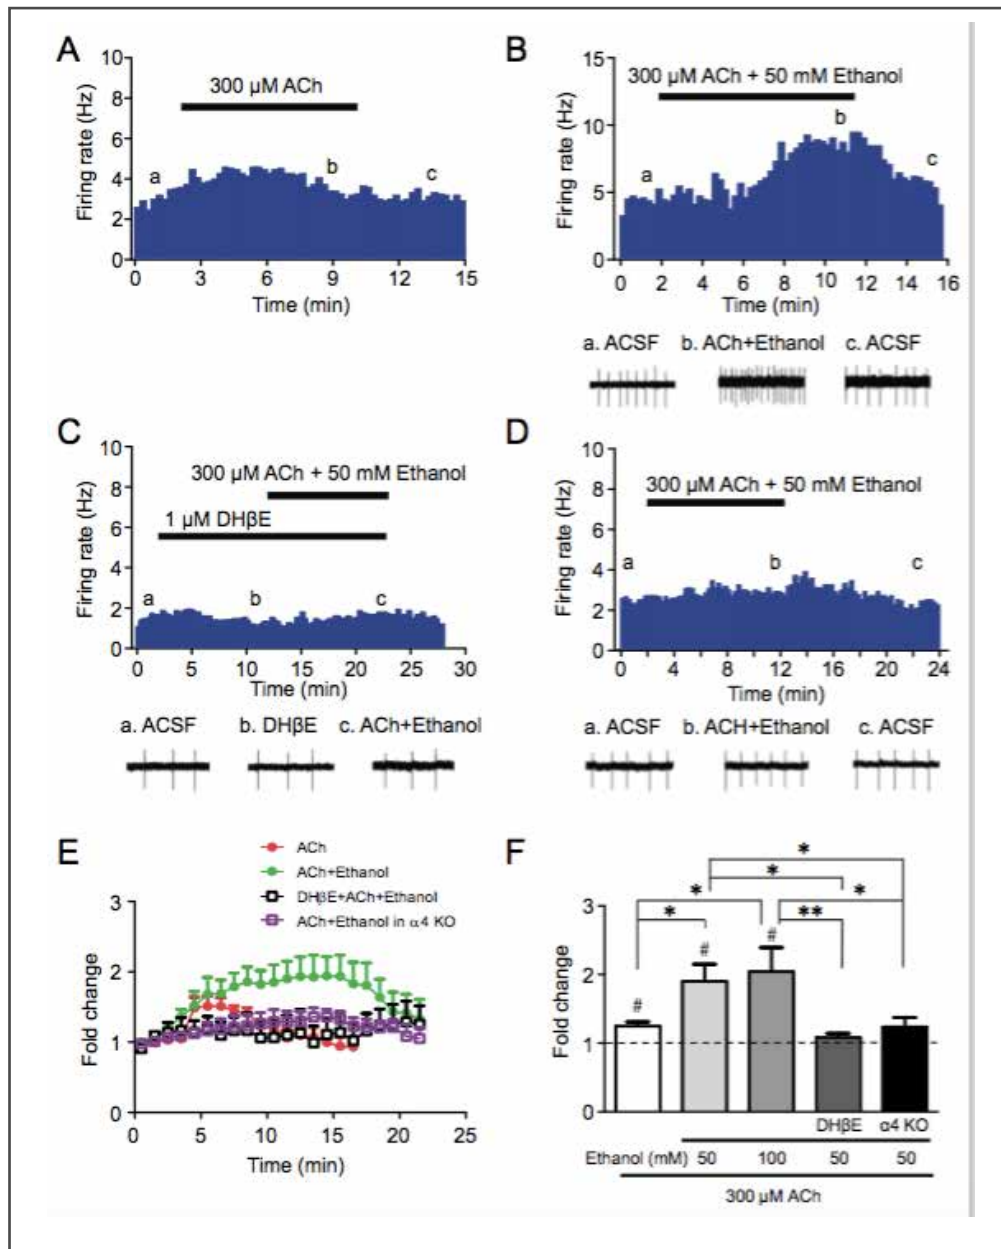 A
10
8
6
4
2
0
Firing rate (Hz)
300 µM ACh
a
b
c
0 3 6 9 12 15
Time (min)
B
15
10
5
0
Firing rate (Hz)
300 µM ACh + 50 mM Ethanol
a
b
c
0 2 4 6 8 10 12 14 16
Time (min)
a. ACSF b. ACh+Ethanol c. ACSF
C
10
8
6
4
2
0
Firing rate (Hz)
300 µM ACh + 50 mM Ethanol
1 µM DHβE
a b c
0 5 10 15 20 25 30
Time (min)
a. ACSF b. DHβE c. ACh+Ethanol
D
10
8
6
4
2
0
Firing rate (Hz)
300 µM ACh + 50 mM Ethanol
a b c
0 4 8 12 16 20 24
Time (min)
a. ACSF b. ACH+Ethanol c. ACSF
E
ACh
ACh+Ethanol
DHβE+ACh+Ethanol
ACh+Ethanol in α4 KO
3
2
1
0
Fold change
0 5 10 15 20 25
Time (min)
F
3
2
1
0
Fold change
*
*
* *
* **
#
#
#
DHβE α4 KO
Ethanol (mM) 50 100 50 50
300 µM ACh